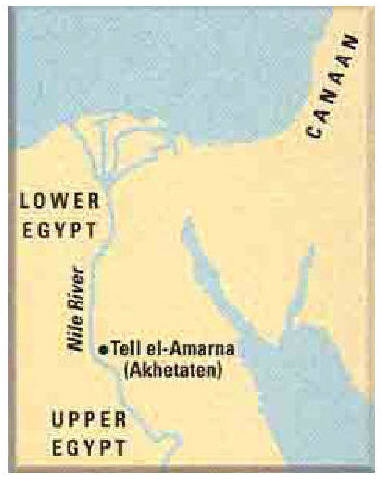 CANAAN
LOWER
EGYPT
Nile River
Tell el-Amarna
(Akhetaten)
UPPER
EGYPT